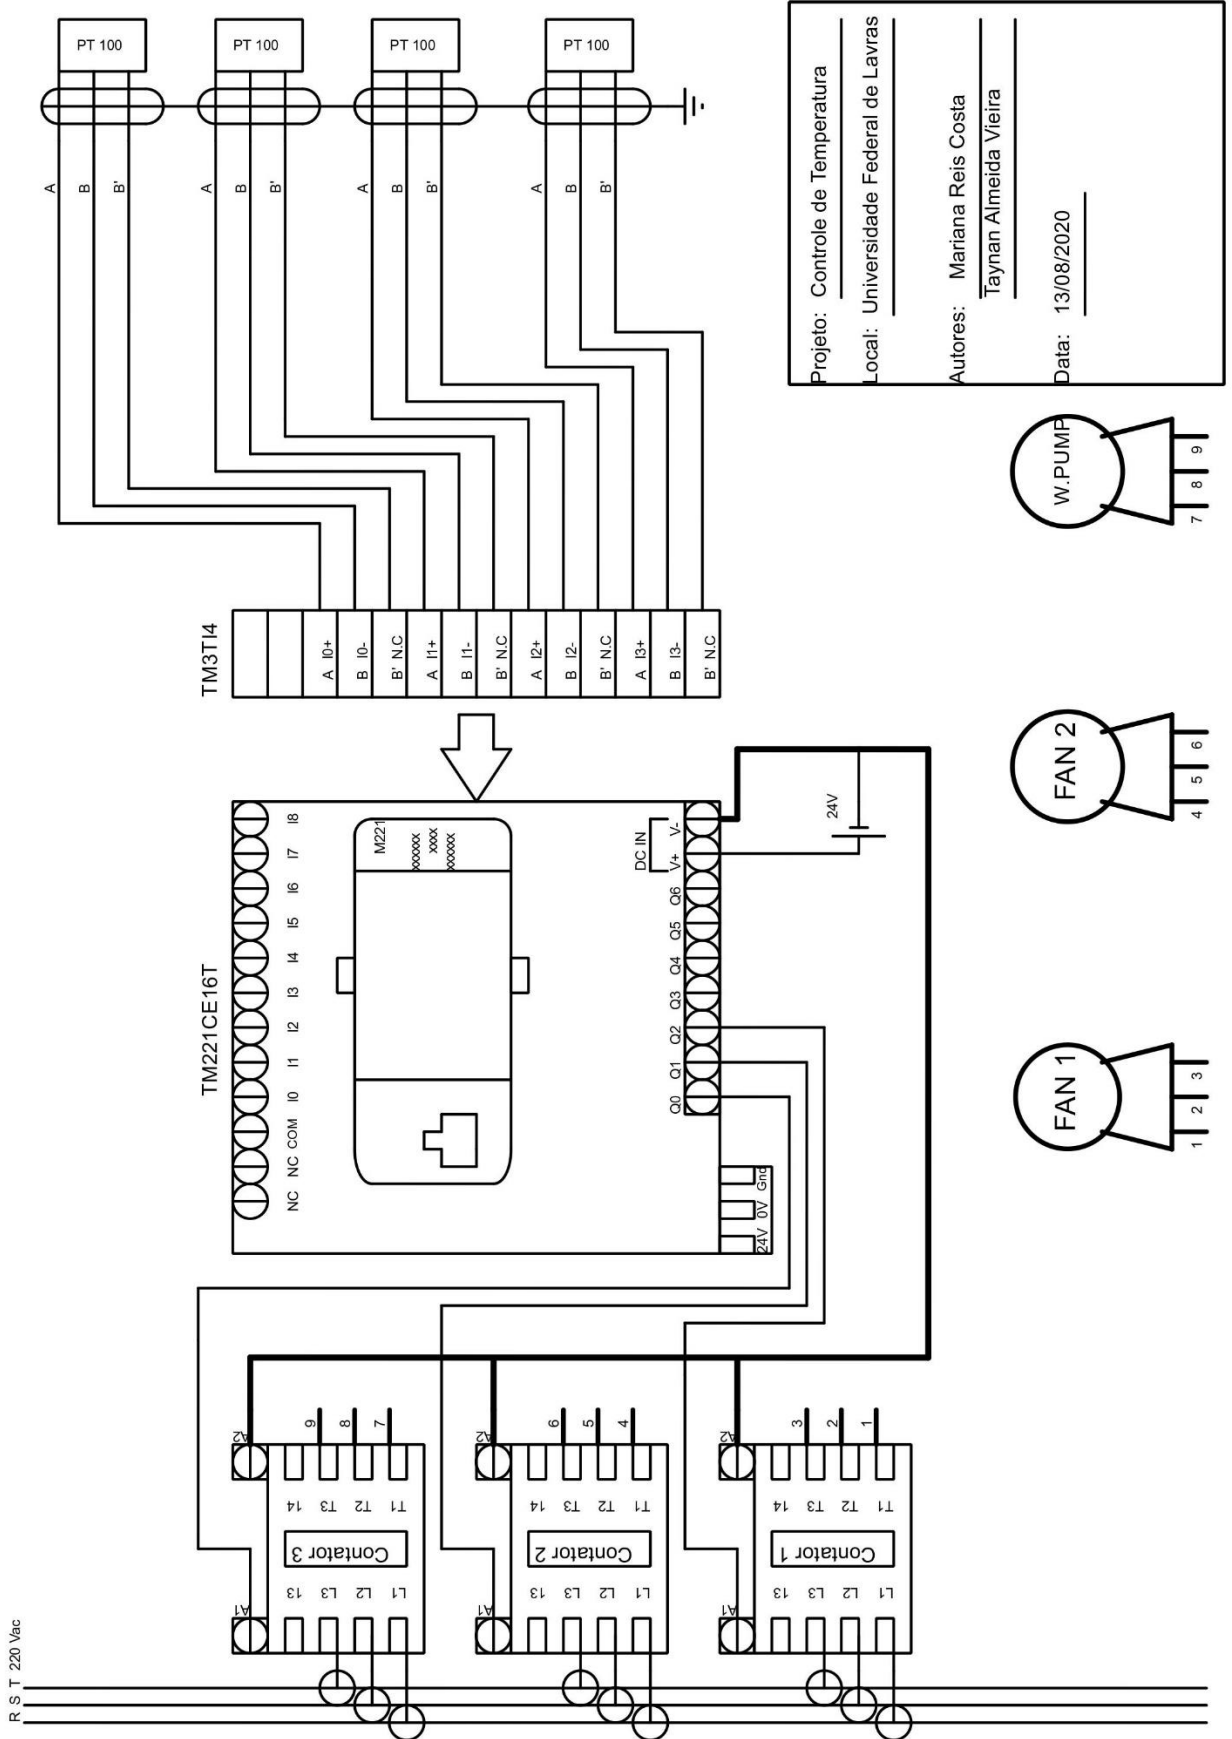 R S T 220 Vac
Contator 3
A1
A2
13
14
L3
T3
L2
T2
L1
T1
9
8
7
Contator 2
A1
A2
13
14
L3
T3
L2
T2
L1
T1
6
5
4
Contator 1
A1
A2
13
14
L3
T3
L2
T2
L1
T1
3
2
1
TM221CE16T
NC NC COM I0 I1 I2 I3 I4 I5 I6 I7 I8
M221
xxxxxx
xxxx
xxxxxx
DC IN
Q0 Q1 Q2 Q3 Q4 Q5 Q6 V+ V-
24V 0V Gnd
24V
TM3TI4
A I0+
B I0-
B' N.C
A I1+
B I1-
B' N.C
A I2+
B I2-
B' N.C
A I3+
B I3-
B' N.C
PT 100
A
B
B'
PT 100
A
B
B'
PT 100
A
B
B'
PT 100
A
B
B'
FAN 1
1 2 3
FAN 2
4 5 6
W.PUMP
7 8 9
Projeto: Controle de Temperatura
Local: Universidade Federal de Lavras
Autores: Mariana Reis Costa
Taynan Almeida Vieira
Data: 13/08/2020